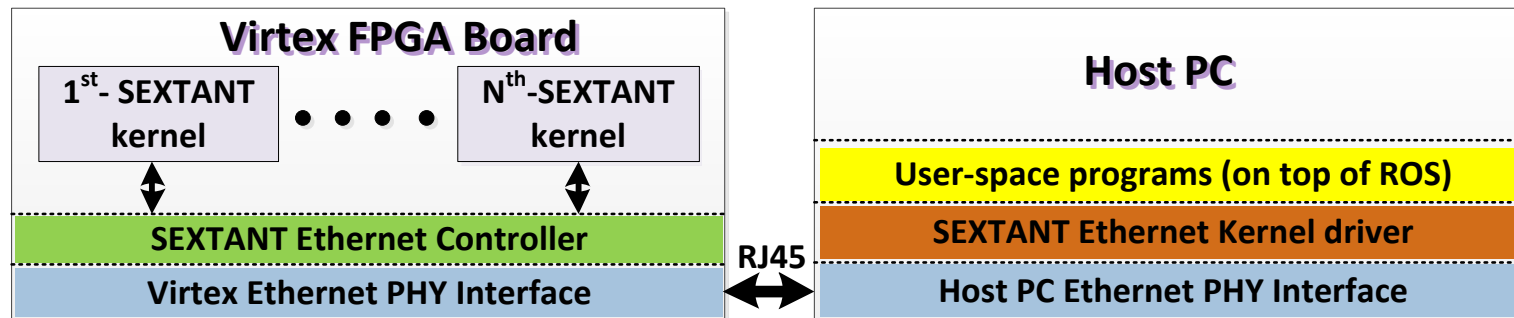 Virtex FPGA Board
1st- SEXTANT
kernel
Nth-SEXTANT
kernel
SEXTANT Ethernet Controller
Virtex Ethernet PHY Interface
RJ45
Host PC
User-space programs (on top of ROS)
SEXTANT Ethernet Kernel driver
Host PC Ethernet PHY Interface